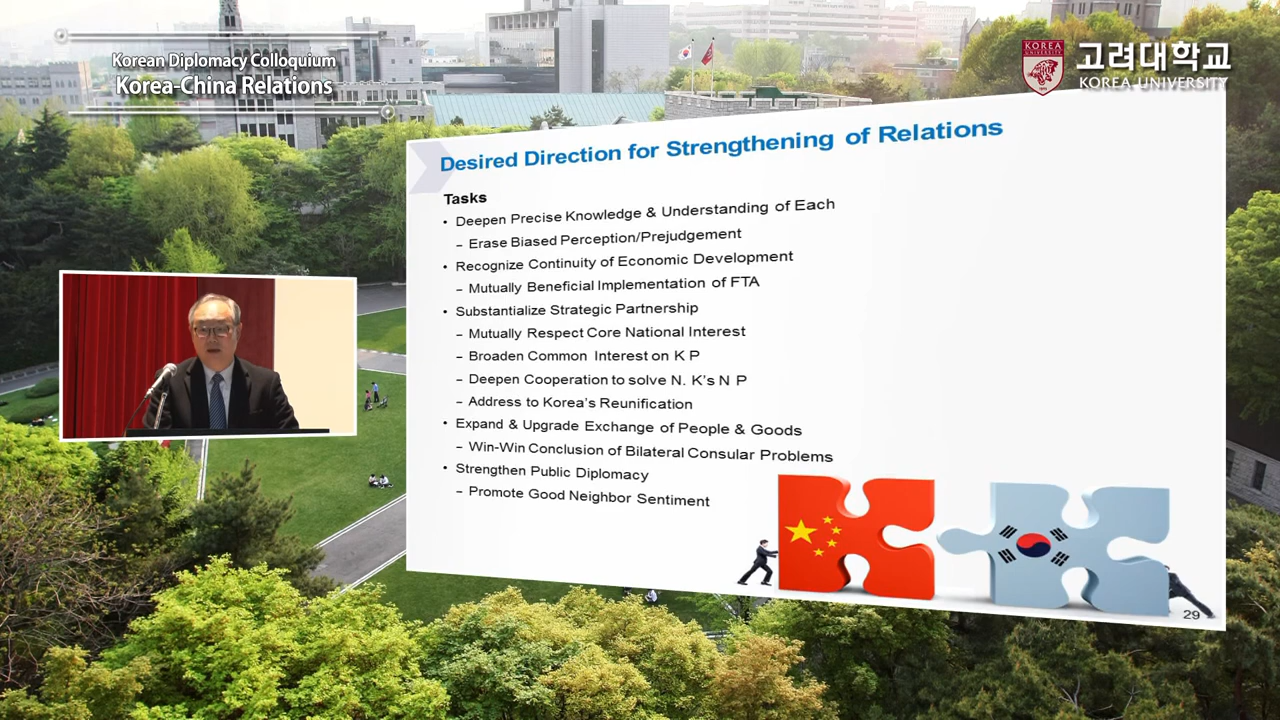 Korean Diplomacy Colloquium
Korea-China Relations
KOREA
UNIVERSITY
고려대학교
KOREA UNIVERSITY
Desired Direction for Strengthening of Relations
Tasks
• Deepen Precise Knowledge & Understanding of Each
– Erase Biased Perception/Prejudgement
• Recognize Continuity of Economic Development
– Mutually Beneficial Implementation of FTA
• Substantialize Strategic Partnership
– Mutually Respect Core National Interest
– Broaden Common Interest on K P
– Deepen Cooperation to solve N. K's N P
– Address to Korea's Reunification
• Expand & Upgrade Exchange of People & Goods
– Win-Win Conclusion of Bilateral Consular Problems
• Strengthen Public Diplomacy
– Promote Good Neighbor Sentiment
29